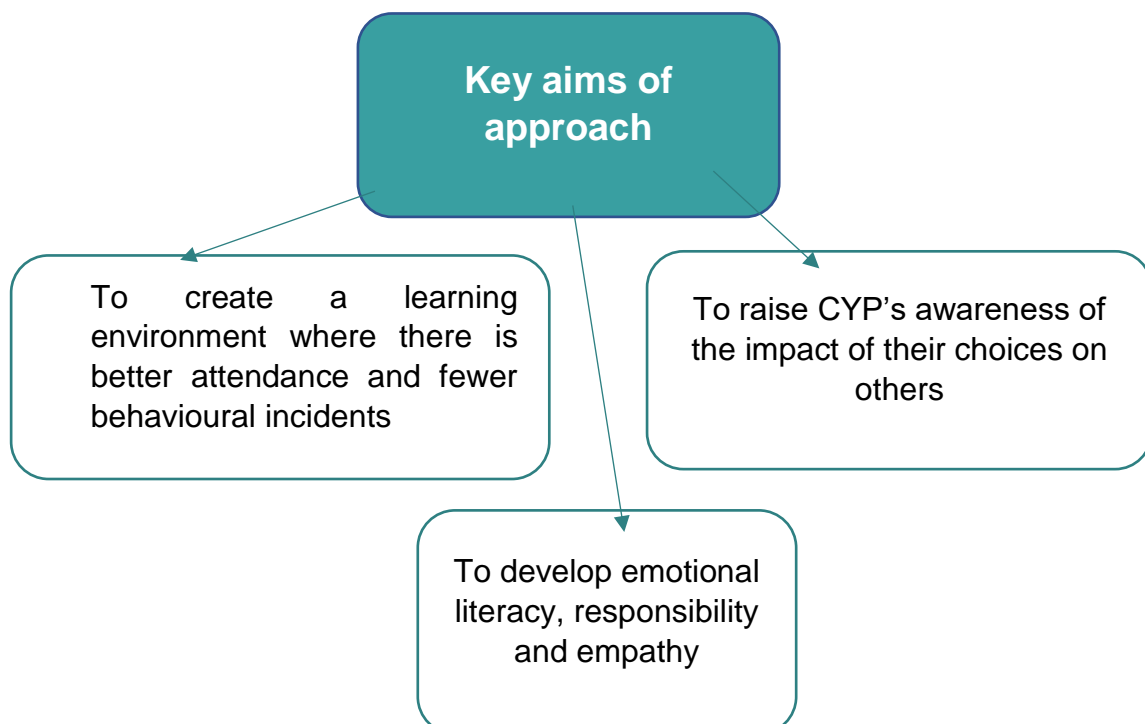 Key aims of
approach
To create a learning
environment where there is
better attendance and fewer
behavioural incidents
To raise CYP’s awareness of
the impact of their choices on
others
To develop emotional
literacy, responsibility
and empathy